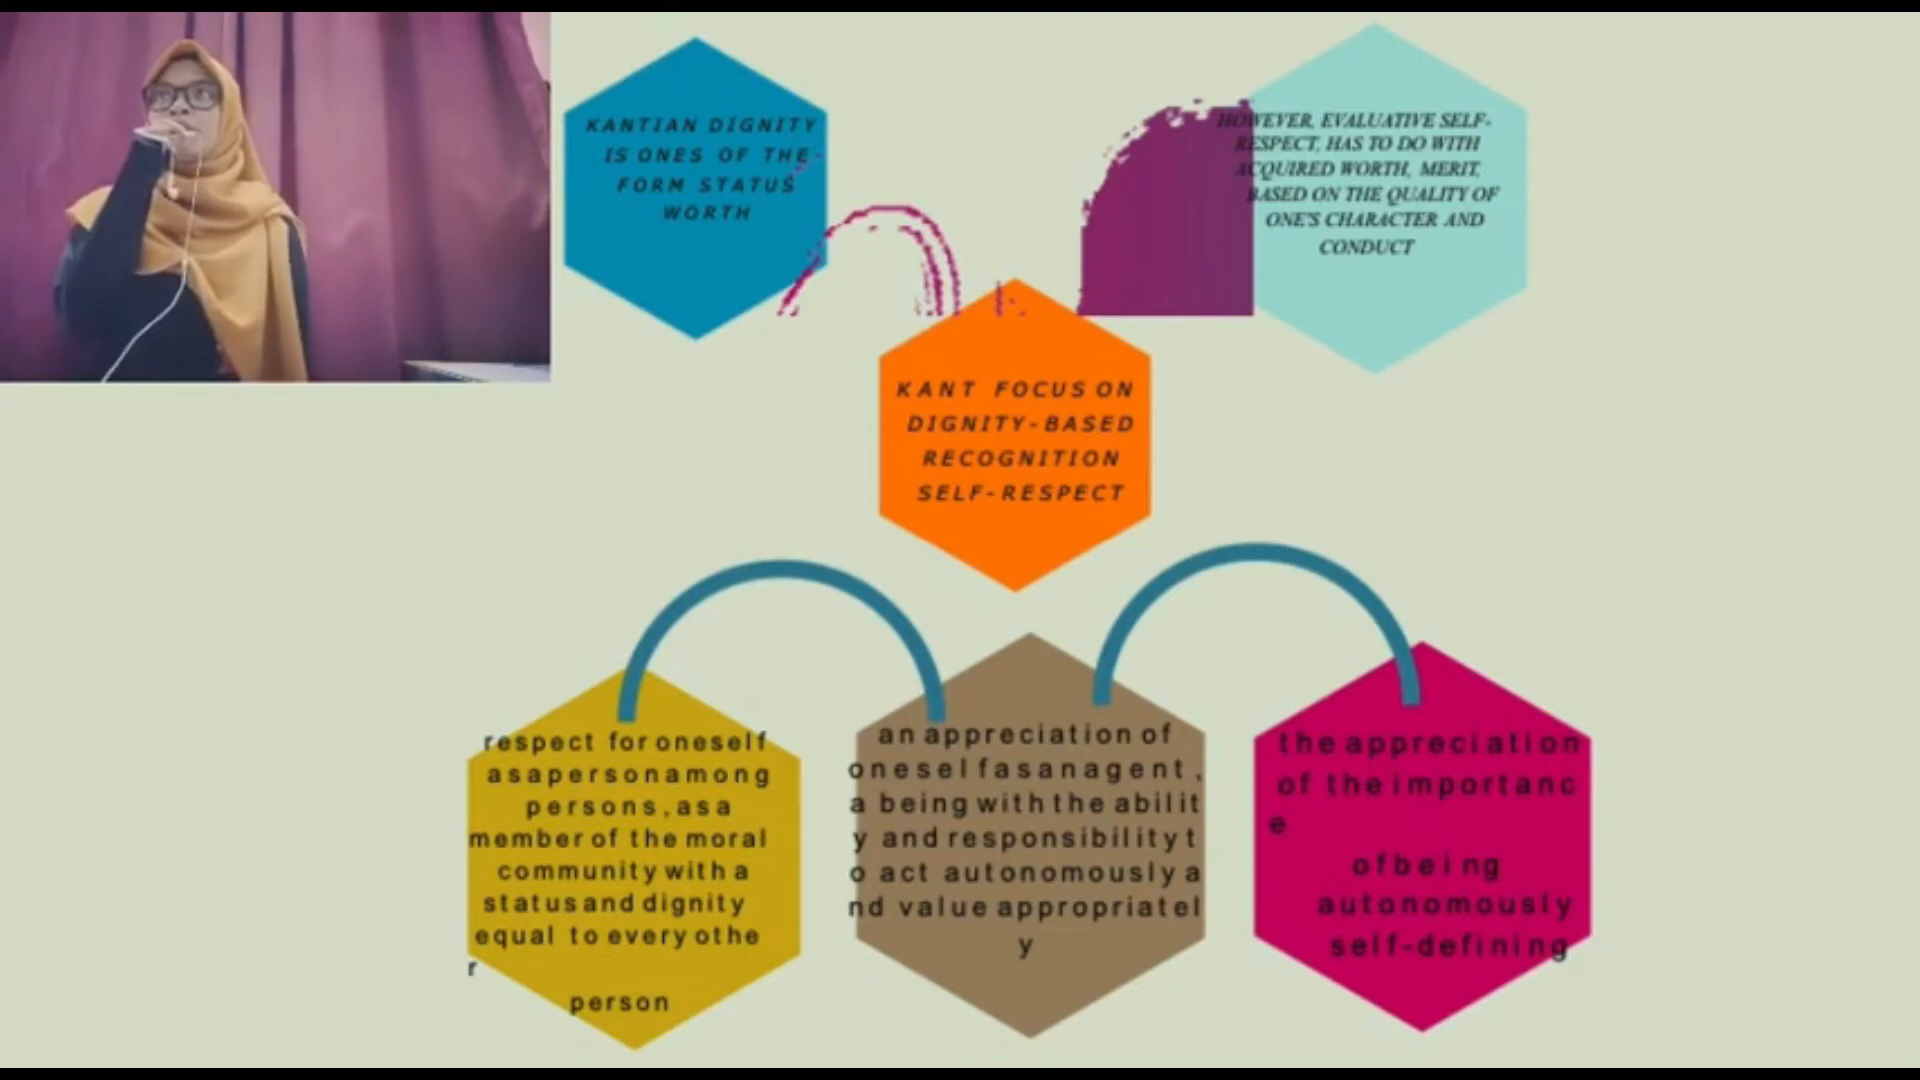 KANTIAN DIGNITY
IS ONES OF THE
FORM STATUS
WORTH
HOWEVER, EVALUATIVE SELF-
RESPECT, HAS TO DO WITH
ACQUIRED WORTH, MERIT,
BASED ON THE QUALITY OF
ONE'S CHARACTER AND
CONDUCT
KANT FOCUS ON
DIGNITY-BASED
RECOGNITION
SELF-RESPECT
respect for oneself
as a person among
persons, as a
member of the moral
community with a
status and dignity
equal to every othe
r
person
an appreciation of
oneself as an agent,
a being with the abilit
y and responsibility t
o act autonomously a
nd value appropriatel
y
the appreciation
of the importanc
e
of being
autonomously
self-defining